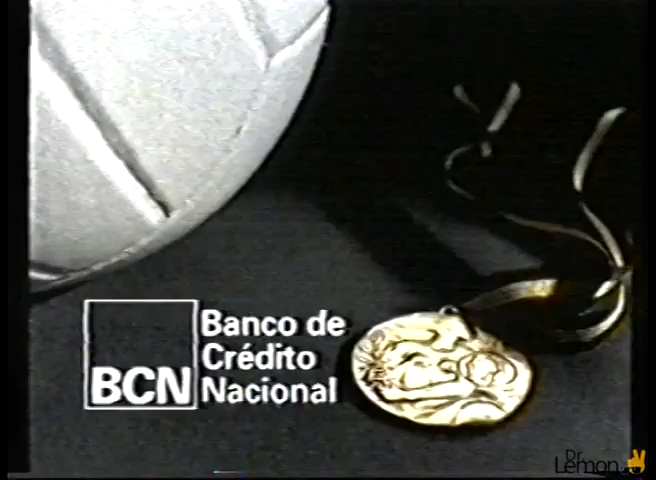 BCN
Banco de
Crédito
Nacional
Dr.
Lemon